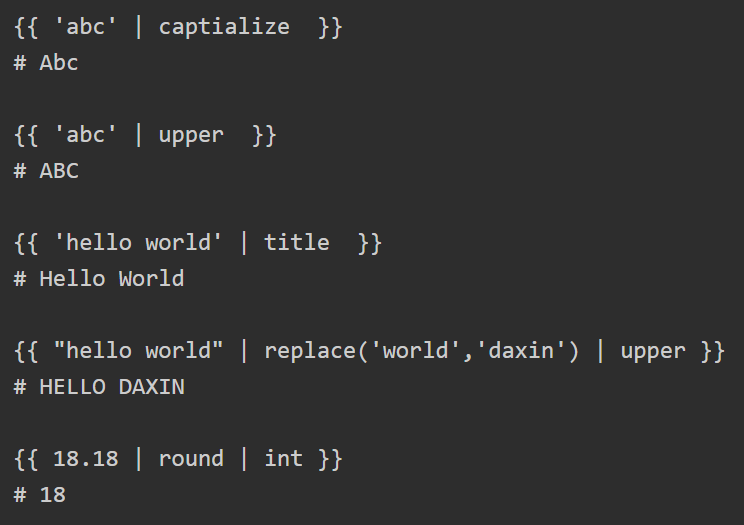 {{ 'abc' | captialize  }}
# Abc
{{ 'abc' | upper  }}
# ABC
{{ 'hello world' | title  }}
# Hello World
{{ "hello world" | replace('world','daxin') | upper }}
# HELLO DAXIN
{{ 18.18 | round | int }}
# 18